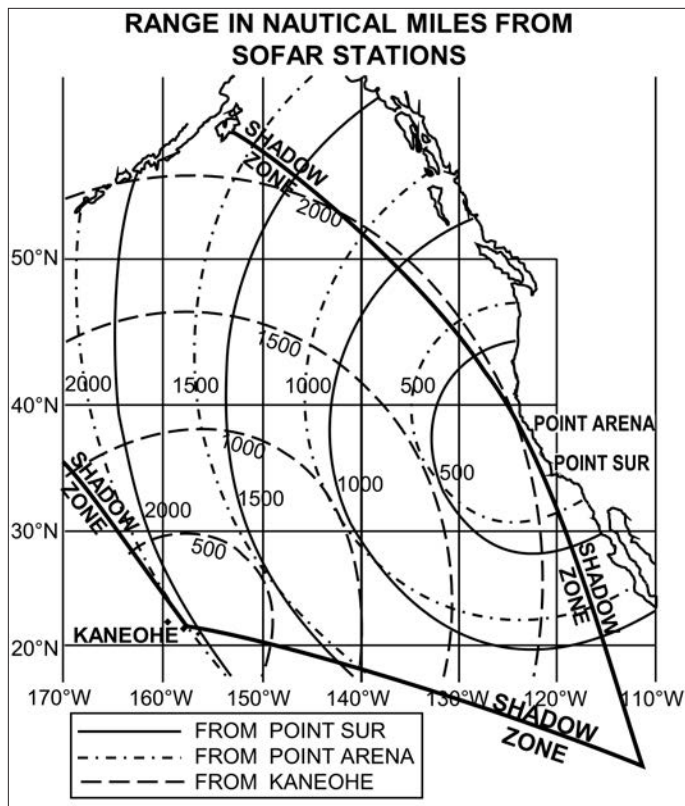 RANGE IN NAUTICAL MILES FROM
SOFAR STATIONS
SHADOW
ZONE
2000
50°N
1500
2000
1500
1000
500
40°N
POINT ARENA
1000
POINT SUR
SHADOW
ZONE
500
1000
1500
2000
30°N
500
SHADOW
ZONE
KANEOHE
20°N
170°W
160°W
150°W
140°W
130°W
120°W
110°W
SHADOW
ZONE
FROM POINT SUR
FROM POINT ARENA
FROM KANEOHE